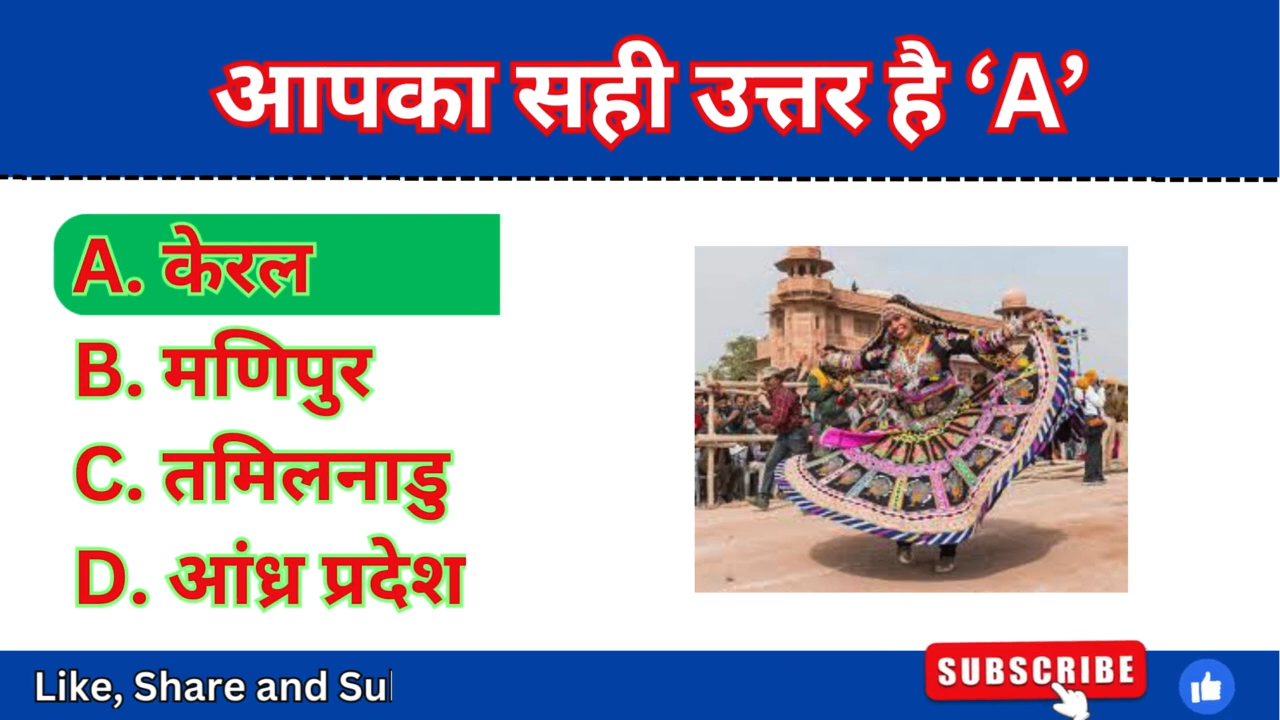 आपका सही उत्तर है ‘A’
A. केरल
B. मणिपुर
C. तमिलनाडु
D. आंध्र प्रदेश
Like, Share and Su
SUBSCRIBE